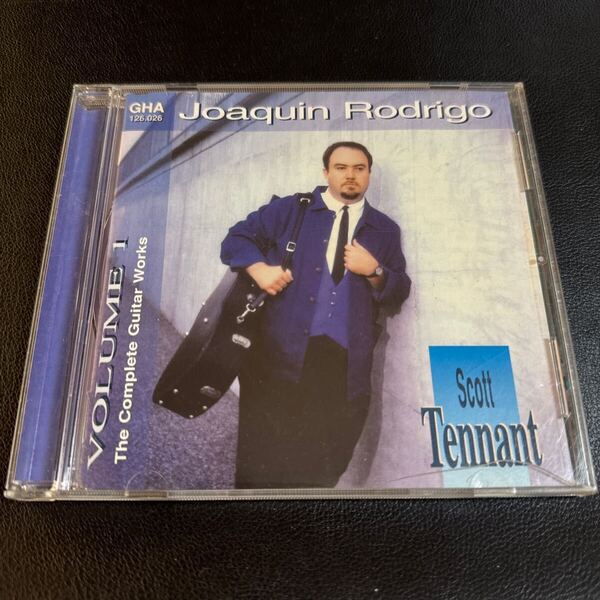 GHA
126.026
Joaquin Rodrigo
VOLUME 1
The Complete Guitar Works
Scott
Tennant